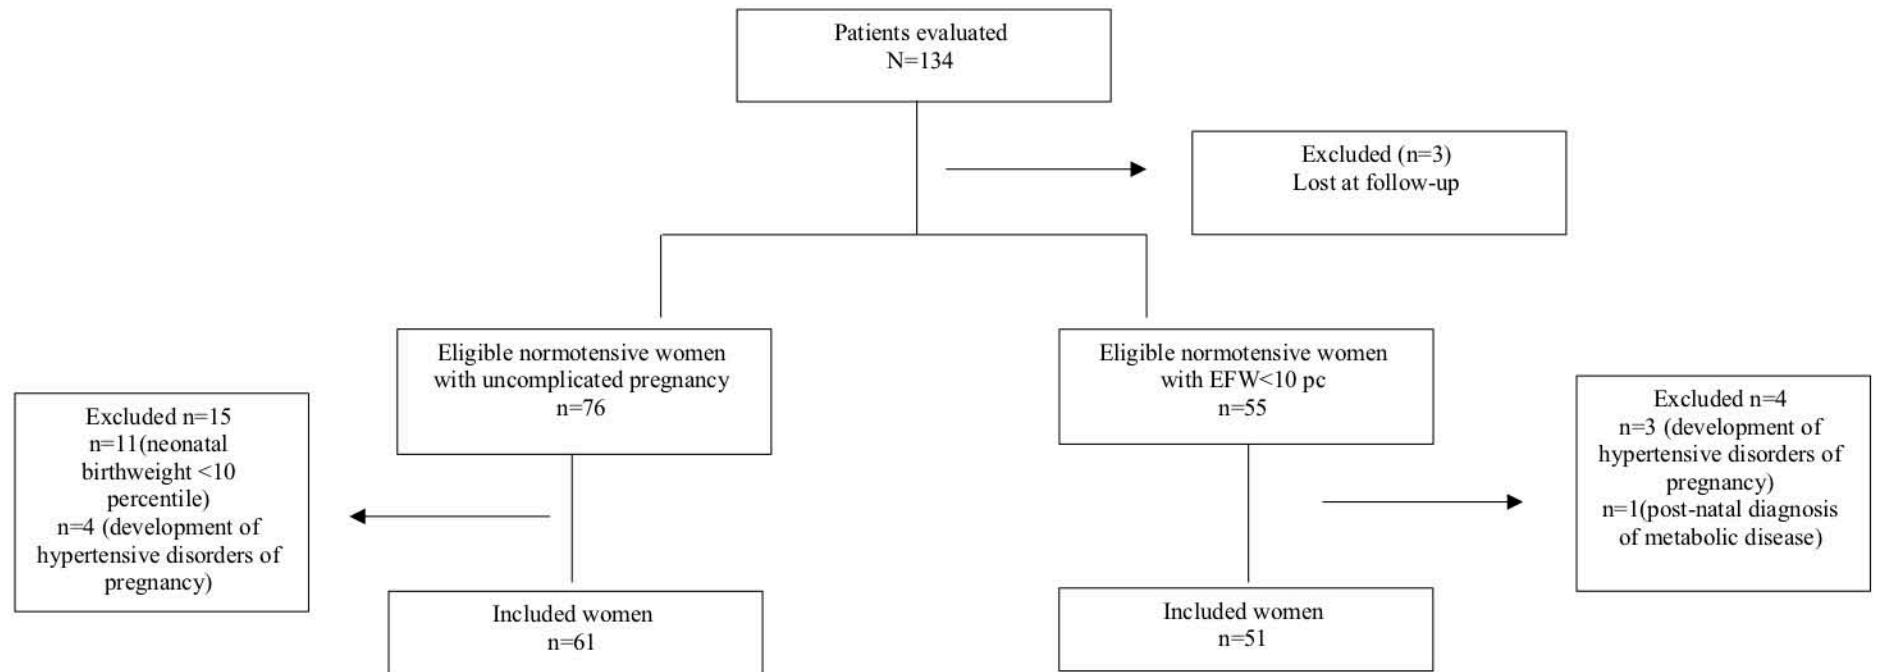 Patients evaluated
N=134
Excluded (n=3)
Lost at follow-up
Eligible normotensive women
with uncomplicated pregnancy
n=76
Eligible normotensive women
with EFW<10 pc
n=55
Excluded n=15
n=11(neonatal
birthweight <10
percentile)
n=4 (development of
hypertensive disorders of
pregnancy)
Excluded n=4
n=3 (development of
hypertensive disorders of
pregnancy)
n=1(post-natal diagnosis
of metabolic disease)
Included women
n=61
Included women
n=51